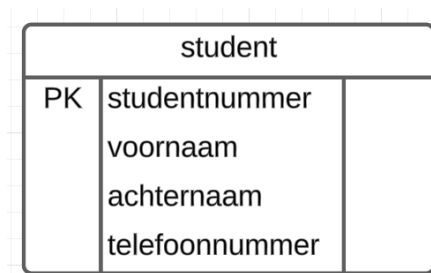 student
PK studentnummer
voornaam
achternaam
telefoonnummer